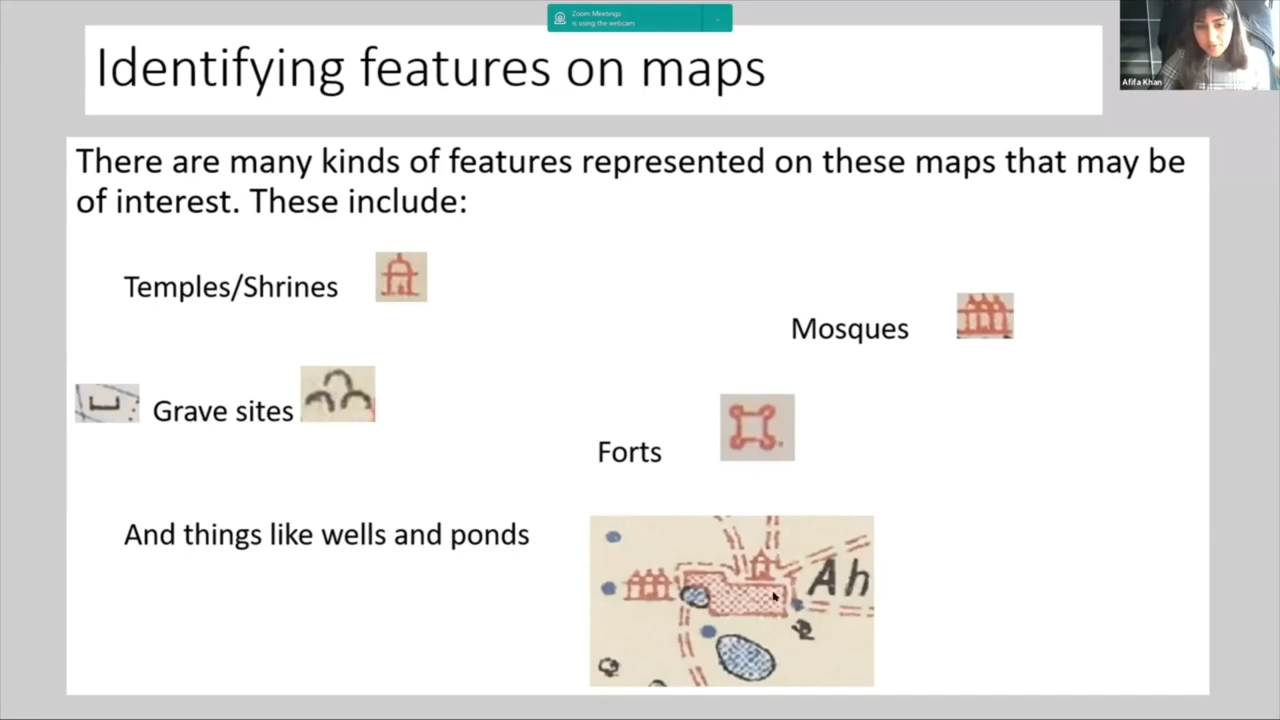 Zoom Meetings
is using the webcam
Identifying features on maps
Afifa Khan
There are many kinds of features represented on these maps that may be
of interest. These include:
Temples/Shrines
Mosques
Grave sites
Forts
And things like wells and ponds
Ah